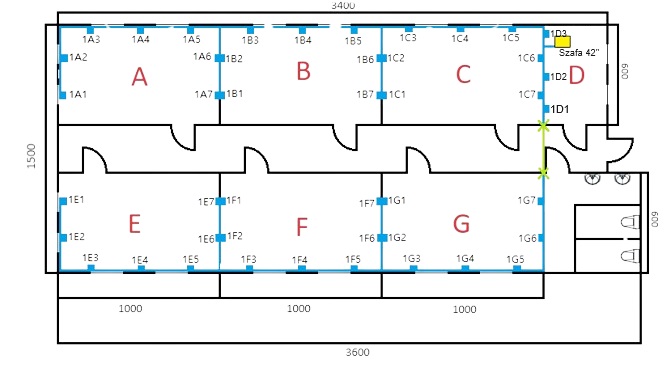 3400
1A3 1A4 1A5 1B3 1B4 1B5 1C3 1C4 1C5 1D3
Szafa 42"
1A2 1A6 1B2 1B6 1C2 1C6
A B C D
1D2
600
1A1 1A7 1B1 1B7 1C1 1C7
1D1
1500
1E1 1E7 1F1 1F7 1G1 1G7
E F G
600
1E2 1E6 1F2 1F6 1G2 1G6
1E3 1E4 1E5 1F3 1F4 1F5 1G3 1G4 1G5
1000 1000 1000
3600